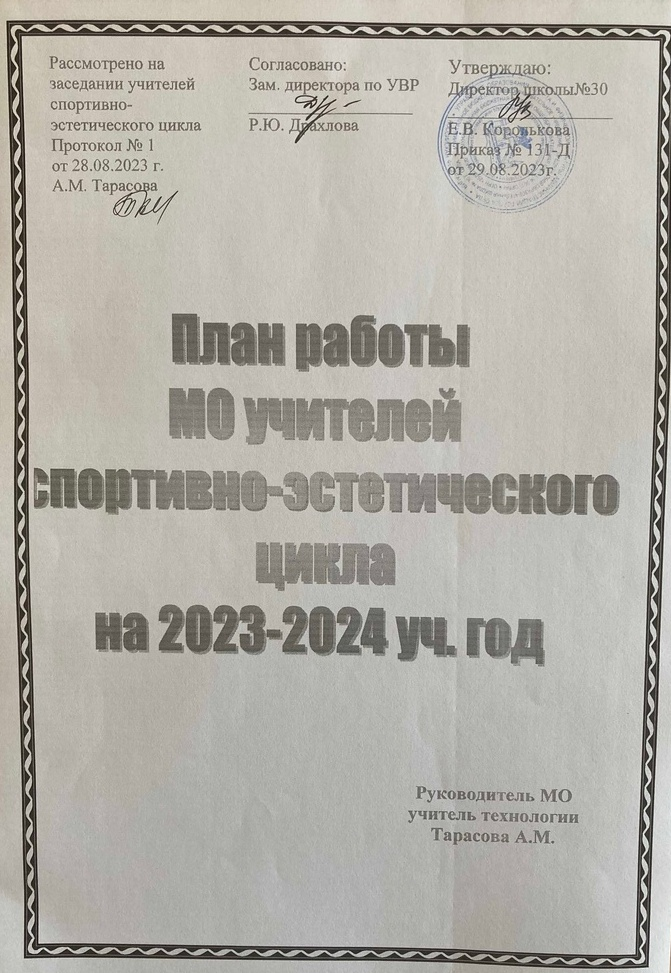 Рассмотрено на
заседании учителей
спортивно-
эстетического цикла
Протокол № 1
от 28.08.2023 г.
А.М. Тарасова
Согласовано:
Зам. директора по УВР
Р.Ю. Драхлова
Утверждаю:
Директор школы№30
Е.В. Королькова
Приказ № 131-Д
от 29.08.2023г.
План работы
МО учителей
спортивно-эстетического
цикла
на 2023-2024 уч. год
Руководитель МО
учитель технологии
Тарасова А.М.